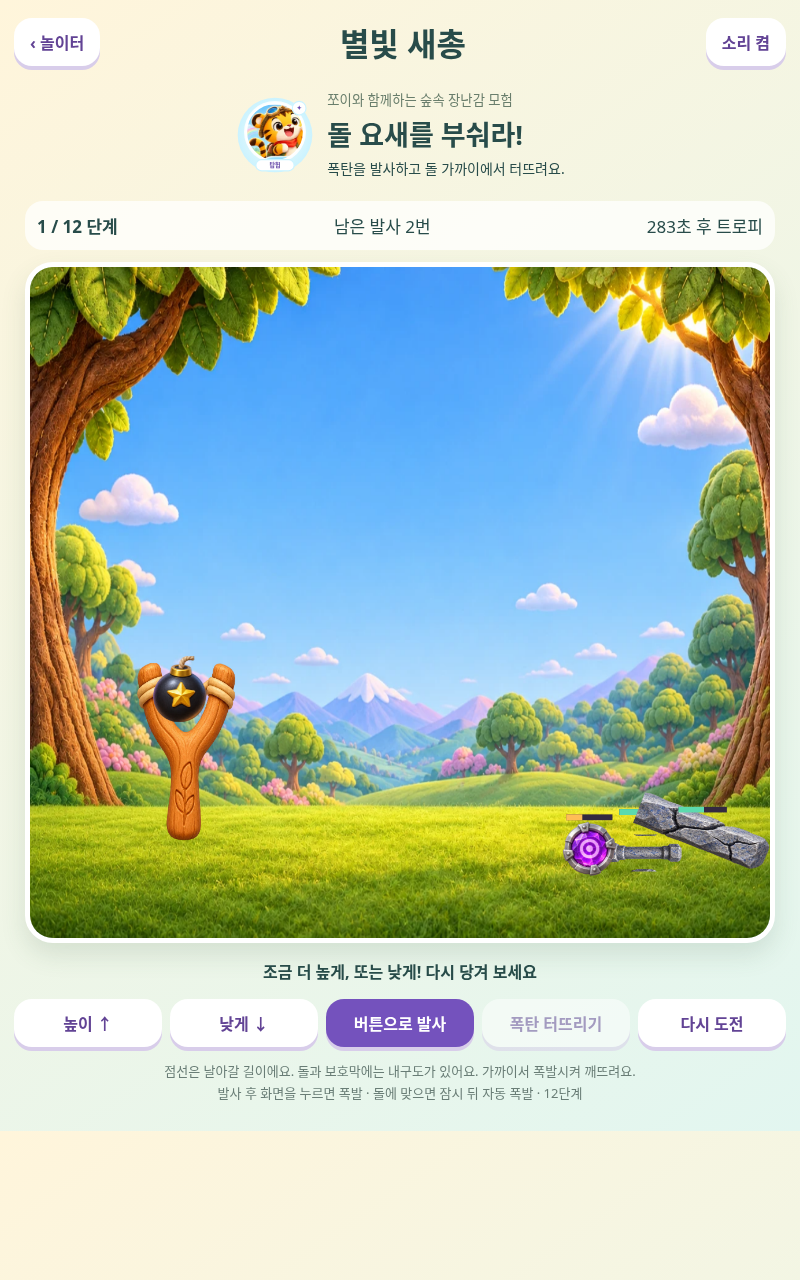 ‹ 놀이터
별빛 새총
소리 켬
쪼이와 함께하는 숲속 장난감 모험
돌 요새를 부숴라!
탐험
폭탄을 발사하고 돌 가까이에서 터뜨려요.
1 / 12 단계
남은 발사 2번
283초 후 트로피
조금 더 높게, 또는 낮게! 다시 당겨 보세요
높이 ↑
낮게 ↓
버튼으로 발사
폭탄 터뜨리기
다시 도전
점선은 날아갈 길이에요. 돌과 보호막에는 내구도가 있어요. 가까이서 폭발시켜 깨뜨려요.
발사 후 화면을 누르면 폭발 · 돌에 맞으면 잠시 뒤 자동 폭발 · 12단계